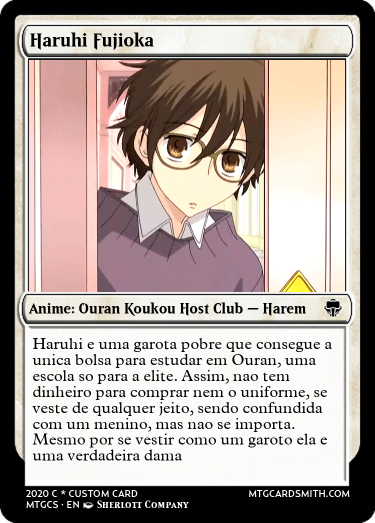 Haruhi Fujioka
Anime: Ouran Koukou Host Club — Harem
Haruhi e uma garota pobre que consegue a
unica bolsa para estudar em Ouran, uma
escola so para a elite. Assim, nao tem
dinheiro para comprar nem o uniforme, se
veste de qualquer jeito, sendo confundida
com um menino, mas nao se importa.
Mesmo por se vestir como um garoto ela e
uma verdadeira dama
2020 C * CUSTOM CARD
MTGCARDSMITH.COM
MTGCS · EN Sherlott Company